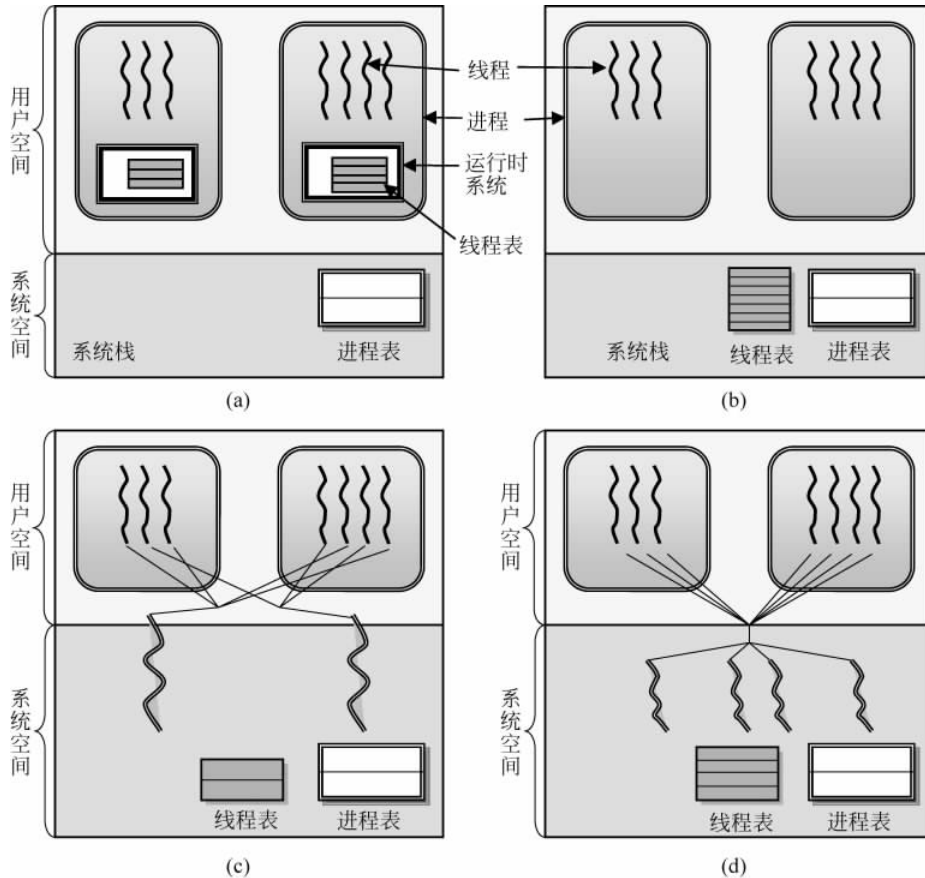 用户空间
系统空间
线程
进程
运行时
系统
线程表
系统栈
进程表
(a)
系统栈
线程表
进程表
(b)
用户空间
系统空间
线程表
进程表
(c)
用户空间
系统空间
线程表
进程表
(d)